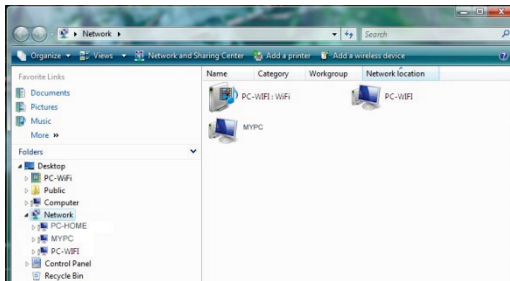 Network
Search
Organize Views Network and Sharing Center Add a printer Add a wireless device
Favorite Links
Documents
Pictures
Music
More »
Folders
Desktop
PC-WiFi
Public
Computer
Network
PC-HOME
MYPC
PC-WIFI
Control Panel
Recycle Bin
Name Category Workgroup Network location
PC-WIFI : WiFi
PC-WIFI
MYPC